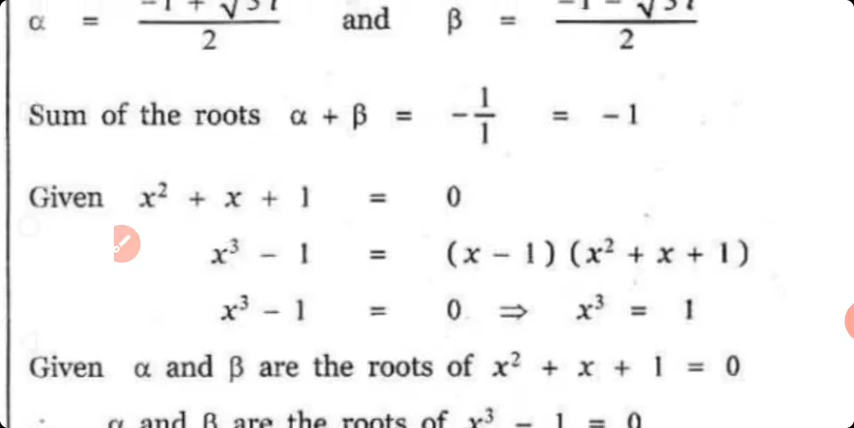 α = −1 + √3 i / 2 and β = −1 − √3 i / 2
Sum of the roots α + β = −1/1 = −1
Given x² + x + 1 = 0
x³ − 1 = (x − 1) (x² + x + 1)
x³ − 1 = 0 ⇒ x³ = 1
Given α and β are the roots of x² + x + 1 = 0
α and β are the roots of x³ − 1 = 0